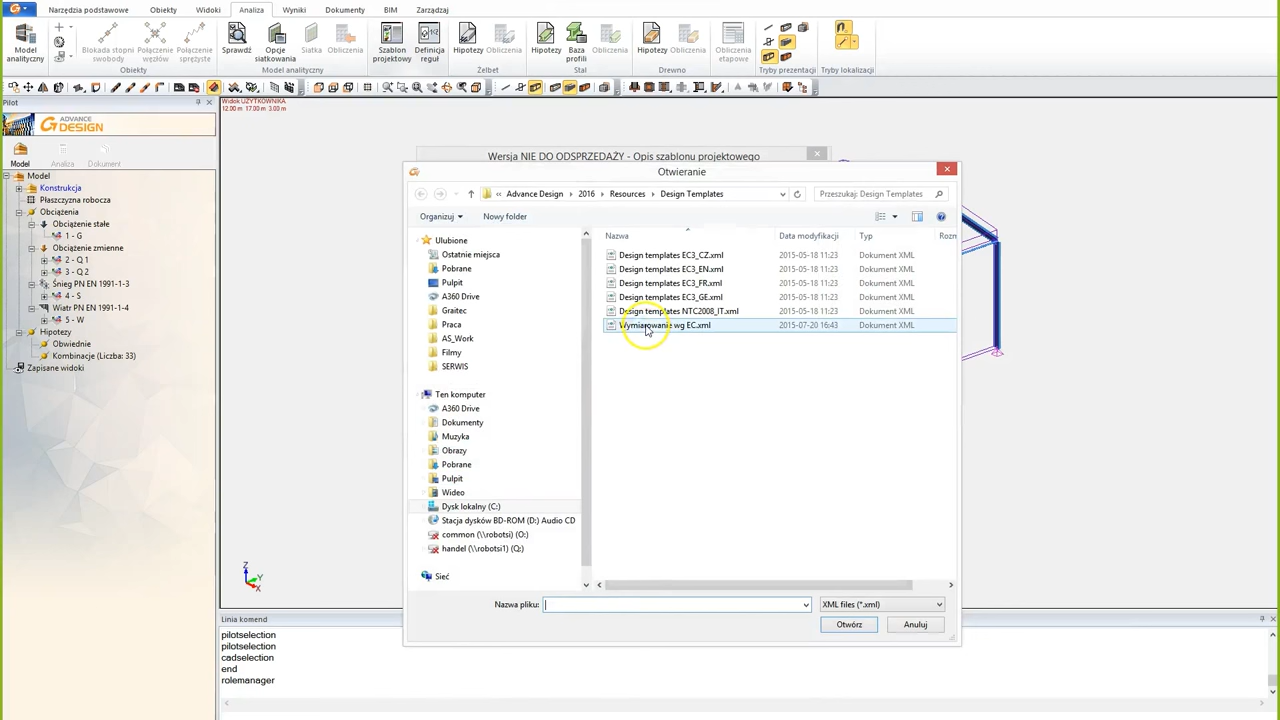 Narzędzia podstawowe Obiekty Widoki Analiza Wyniki Dokumenty BIM Zarządzaj
Model analityczny
Blokada stopni swobody
Połączenie węzłów
Połączenie sprężyste
Sprawdź
Opcje siatkowania
Siatka
Obliczenia
Szablon projektowy
Definicja reguł
Hipotezy
Obliczenia
Hipotezy
Baza profili
Obliczenia
Hipotezy
Obliczenia
Obliczenia etapowe
Obiekty Model analityczny Żelbet Stal Drewno Tryby prezentacji Tryby lokalizacji
Pilot
ADVANCE
DESIGN
Model Analiza Dokument
Model
Konstrukcja
Płaszczyzna robocza
Obciążenia
Obciążenie stałe
1 - G
Obciążenie zmienne
2 - Q 1
3 - Q 2
Śnieg PN EN 1991-1-3
4 - S
Wiatr PN EN 1991-1-4
5 - W
Hipotezy
Obwiednie
Kombinacje (Liczba: 33)
Zapisane widoki
Widok UŻYTKOWNIKA
12.00 m 17.00 m 3.00 m
Z
Y
X
Wersja NIE DO ODSPRZEDAŻY - Opis szablonu projektowego
Otwieranie
« Advance Design 2016 Resources Design Templates
Przeszukaj: Design Templates
Organizuj Nowy folder
Ulubione
Ostatnie miejsca
Pobrane
Pulpit
A360 Drive
Graitec
Praca
AS_Work
Filmy
SERWIS
Ten komputer
A360 Drive
Dokumenty
Muzyka
Obrazy
Pobrane
Pulpit
Wideo
Dysk lokalny (C:)
Stacja dysków BD-ROM (D:) Audio CD
common (\\robotsi) (O:)
handel (\\robotsi1) (Q:)
Sieć
Nazwa Data modyfikacji Typ Rozm
Design templates EC3_CZ.xml 2015-05-18 11:23 Dokument XML
Design templates EC3_EN.xml 2015-05-18 11:23 Dokument XML
Design templates EC3_FR.xml 2015-05-18 11:23 Dokument XML
Design templates EC3_GE.xml 2015-05-18 11:23 Dokument XML
Design templates NTC2008_IT.xml 2015-05-18 11:23 Dokument XML
Wymiarowanie wg EC.xml 2015-07-20 16:43 Dokument XML
Nazwa pliku:
XML files (*.xml)
Otwórz Anuluj
Linia komend
pilotselection
pilotselection
cadselection
end
rolemanager